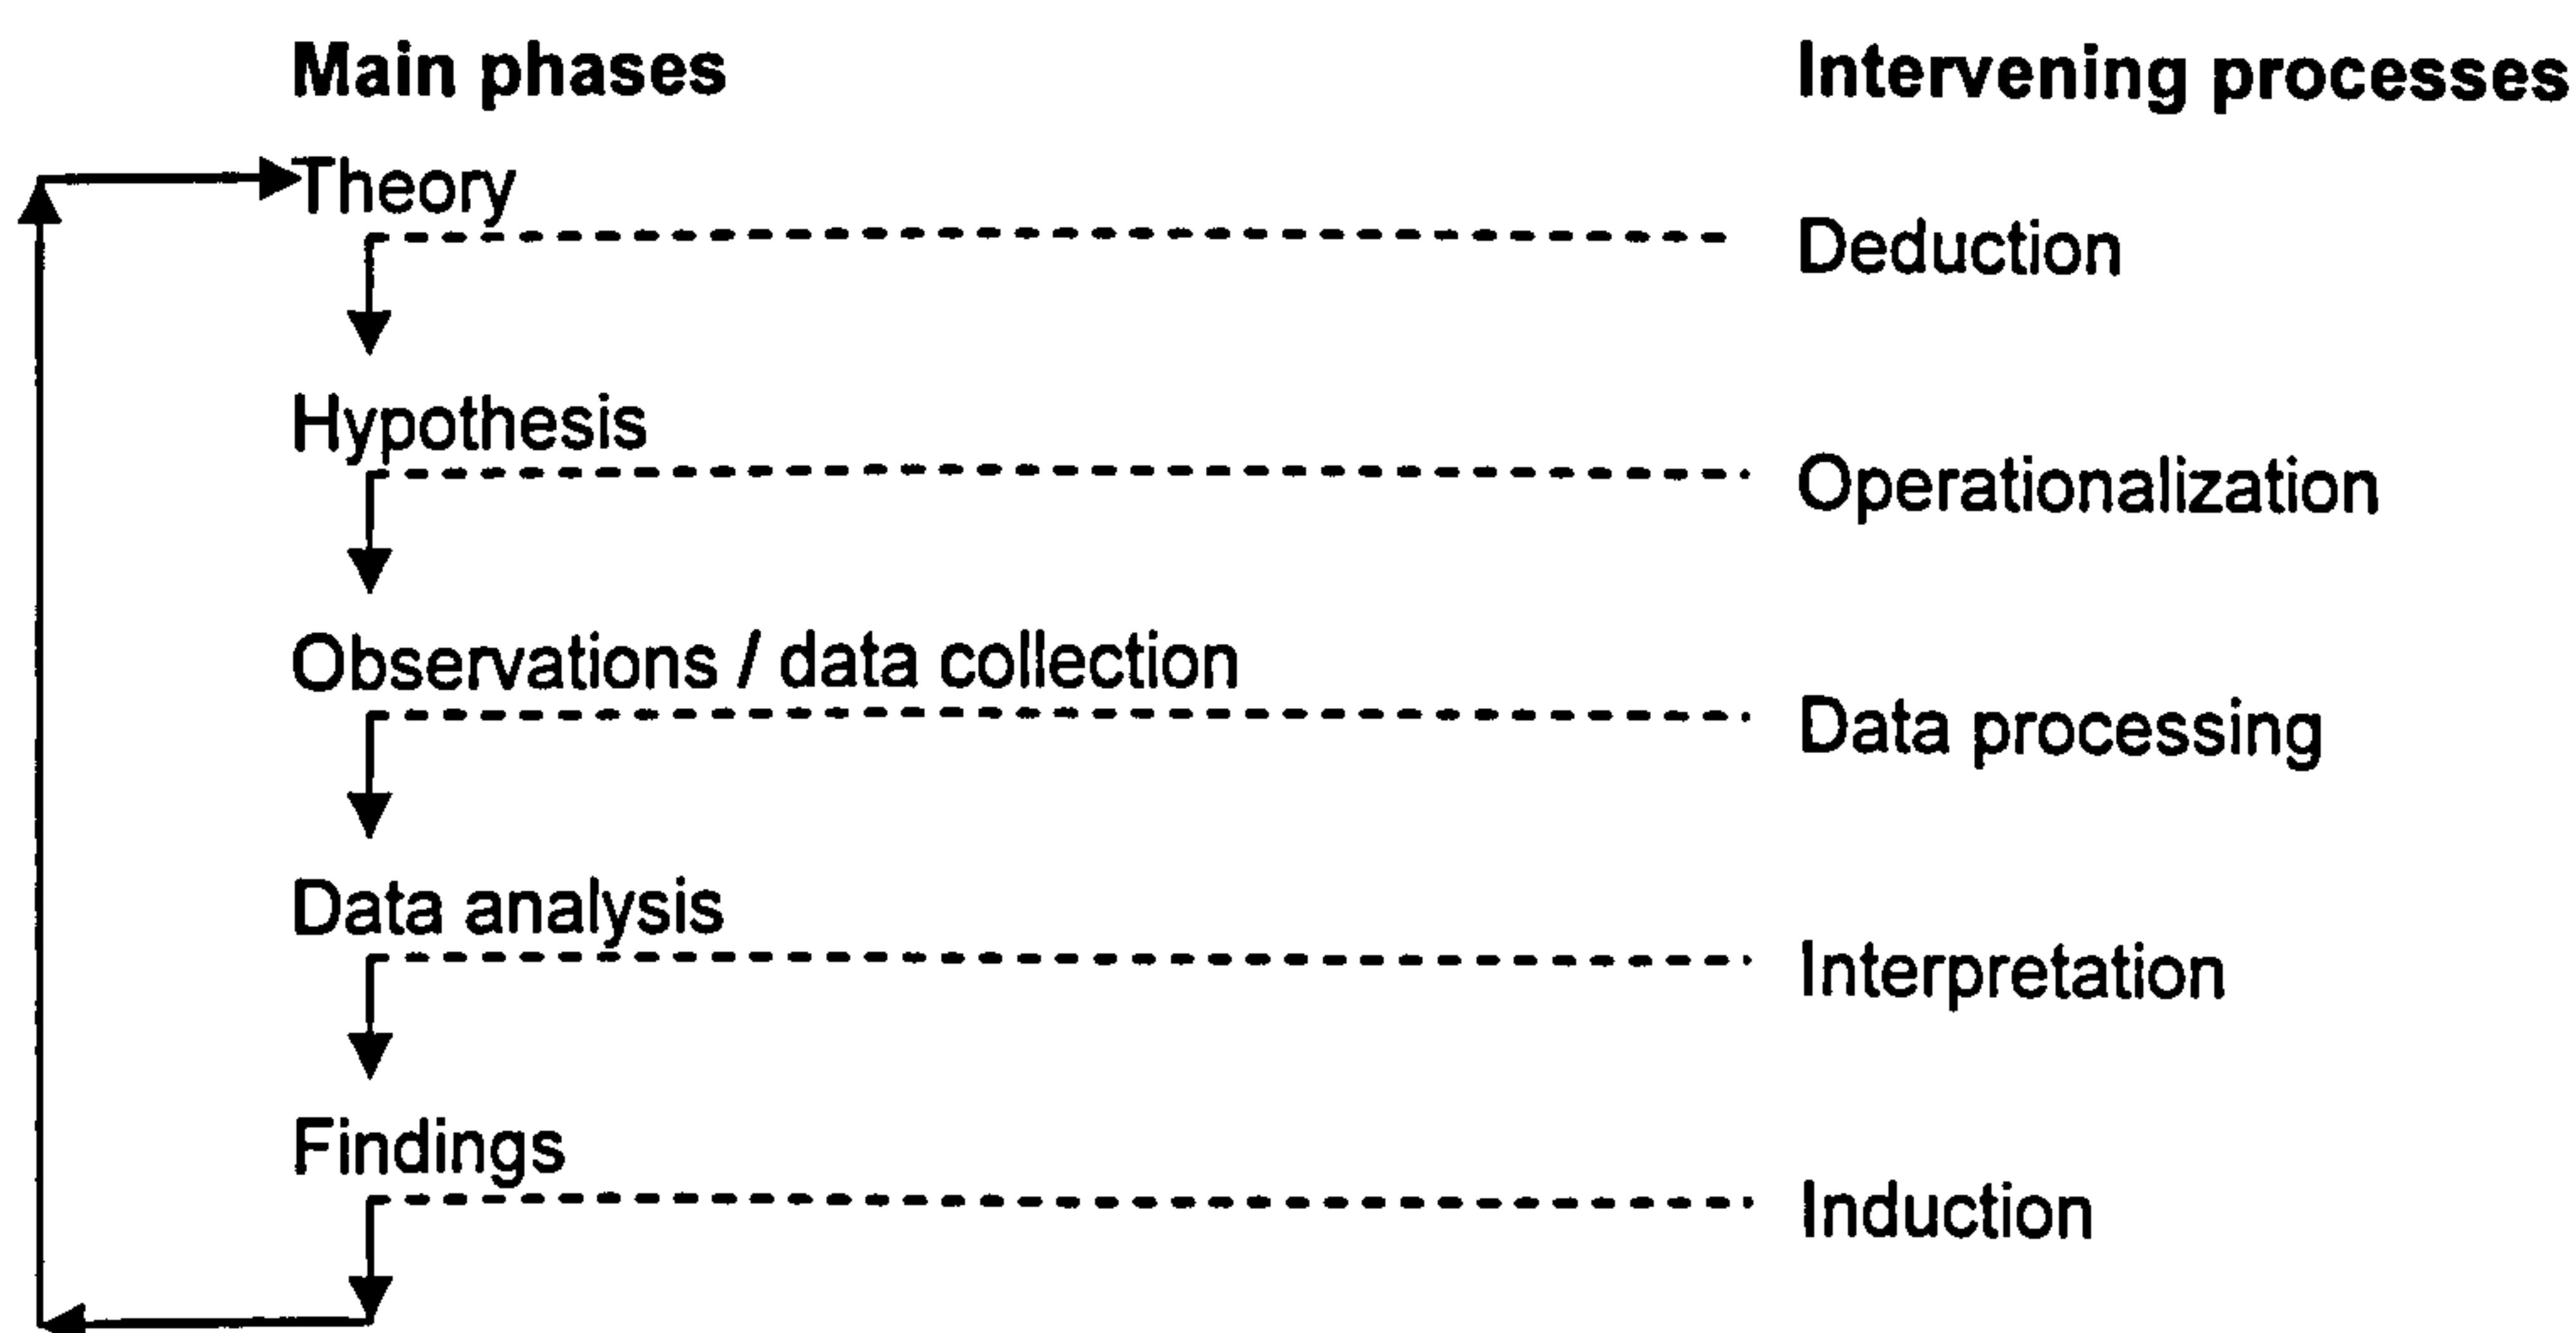 Main phases
Intervening processes
Theory
Deduction
Hypothesis
Operationalization
Observations / data collection
Data processing
Data analysis
Interpretation
Findings
Induction